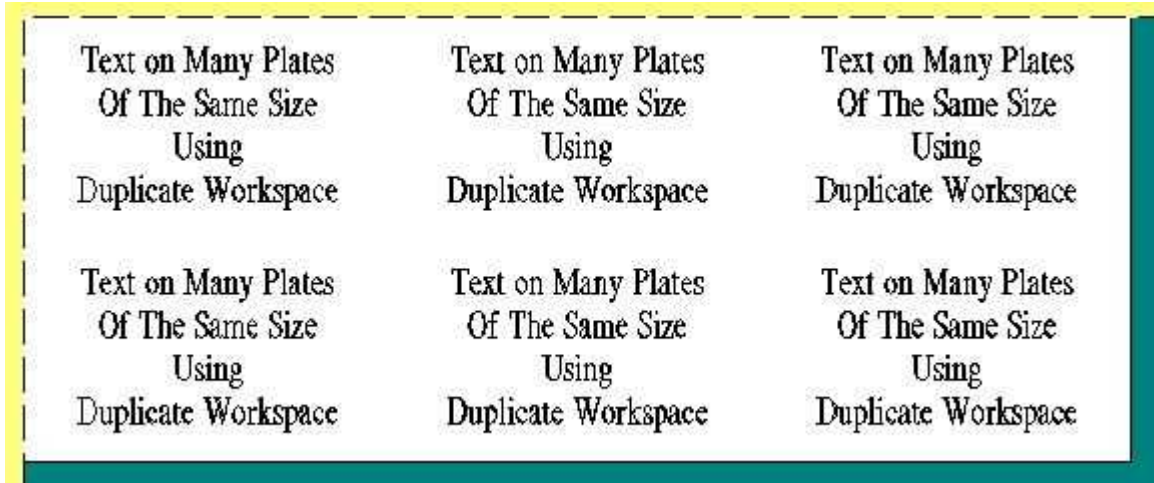 Text on Many Plates
Of The Same Size
Using
Duplicate Workspace
Text on Many Plates
Of The Same Size
Using
Duplicate Workspace
Text on Many Plates
Of The Same Size
Using
Duplicate Workspace
Text on Many Plates
Of The Same Size
Using
Duplicate Workspace
Text on Many Plates
Of The Same Size
Using
Duplicate Workspace
Text on Many Plates
Of The Same Size
Using
Duplicate Workspace